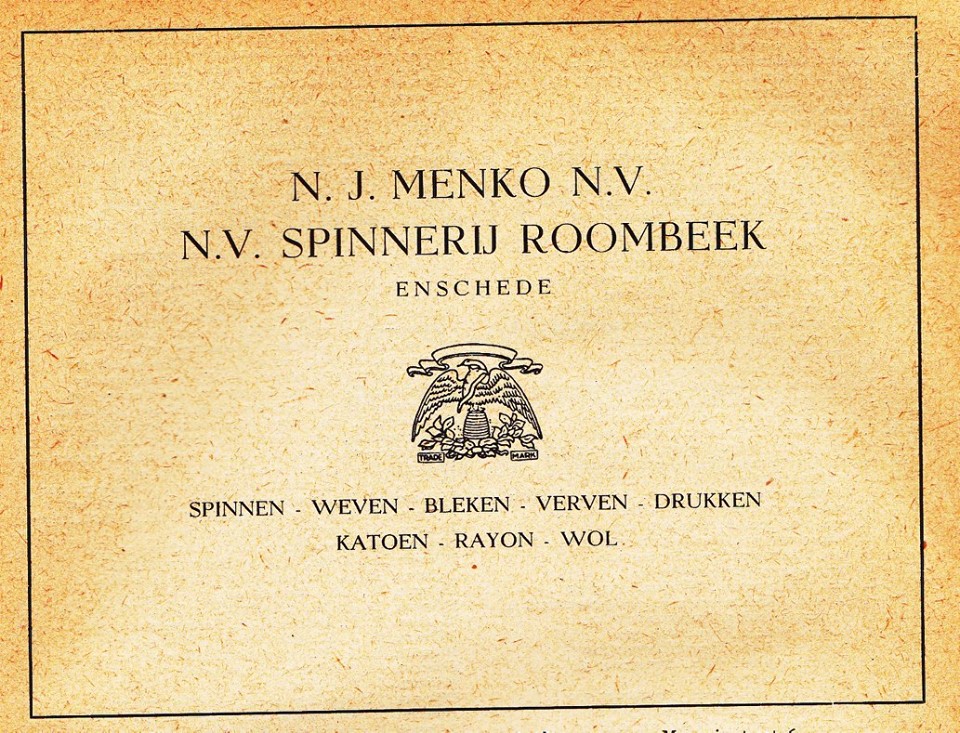 N. J. MENKO N.V.
N.V. SPINNERIJ ROOMBEEK
ENSCHEDE
TRADE MARK
SPINNEN - WEVEN - BLEKEN - VERVEN - DRUKKEN
KATOEN - RAYON - WOL